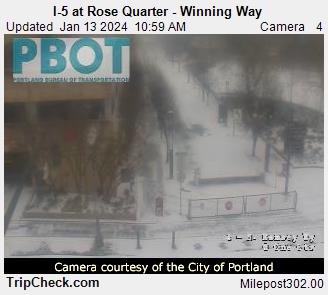 I-5 at Rose Quarter - Winning Way
Updated Jan 13 2024 10:59 AM Camera 4
PBOT
PORTLAND BUREAU OF TRANSPORTATION
Camera courtesy of the City of Portland
TripCheck.com Milepost302.00